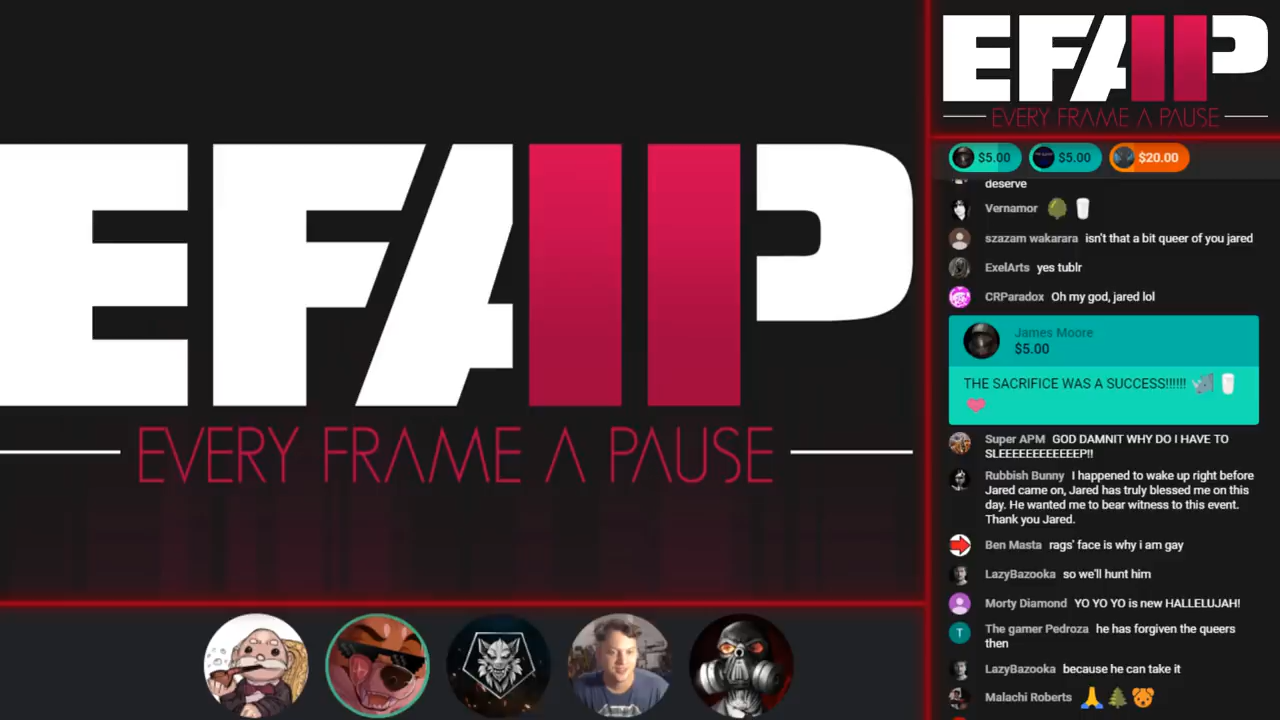 EFAP
EVERY FRAME A PAUSE
EFAP
EVERY FRAME A PAUSE
$5.00 $5.00 $20.00
deserve
Vernamor
szazam wakarara isn't that a bit queer of you jared
ExelArts yes tublr
CRParadox Oh my god, jared lol
James Moore
$5.00
THE SACRIFICE WAS A SUCCESS!!!!!! 
Super APM GOD DAMNIT WHY DO I HAVE TO
SLEEEEEEEEEEP!!
Rubbish Bunny I happened to wake up right before
Jared came on, Jared has truly blessed me on this
day. He wanted me to bear witness to this event.
Thank you Jared.
Ben Masta rags' face is why i am gay
LazyBazooka so we'll hunt him
Morty Diamond YO YO YO is new HALLELUJAH!
T
The gamer Pedroza he has forgiven the queers
then
LazyBazooka because he can take it
Malachi Roberts